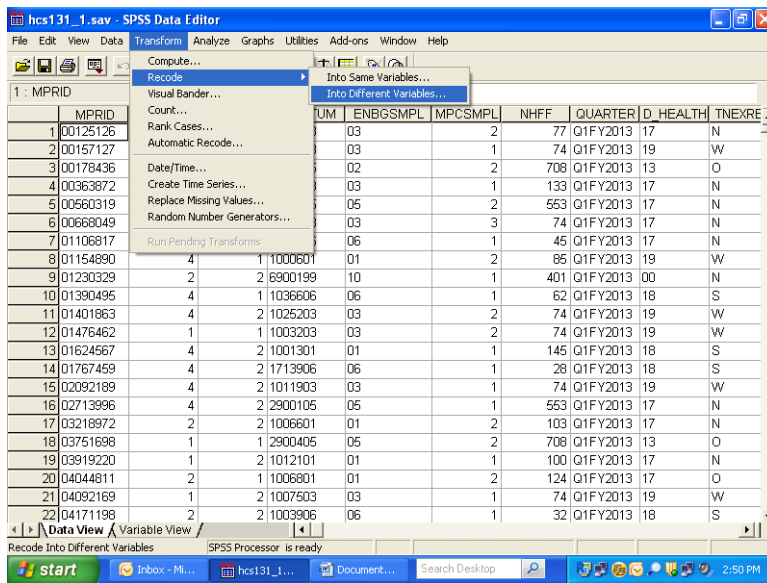 hcs131_1.sav - SPSS Data Editor
File Edit View Data Transform Analyze Graphs Utilities Add-ons Window Help
Compute...
Recode
Into Same Variables...
1 : MPRID
Visual Bander...
Into Different Variables...
Count...
MPRID UM ENBGSMPL MPCSMPL NHFF QUARTER D_HEALTH TNEXRE
Rank Cases...
1 00125126 03 2 77 Q1FY2013 17 N
Automatic Recode...
2 00157127 03 1 74 Q1FY2013 19 W
3 00178436 02 2 708 Q1FY2013 13 O
Date/Time...
4 00363872 03 1 133 Q1FY2013 17 N
Create Time Series...
5 00560319 05 2 553 Q1FY2013 17 N
Replace Missing Values...
6 00668049 03 3 74 Q1FY2013 17 N
Random Number Generators...
7 01106817 06 1 45 Q1FY2013 17 N
Run Pending Transforms
8 01154890 4 1 1000601 01 2 85 Q1FY2013 19 W
9 01230329 2 2 6900199 10 1 401 Q1FY2013 00 N
10 01390495 4 1 1036606 06 1 62 Q1FY2013 18 S
11 01401863 4 2 1025203 03 2 74 Q1FY2013 19 W
12 01476462 1 1 1003203 03 2 74 Q1FY2013 19 W
13 01624567 4 2 1001301 01 1 145 Q1FY2013 18 S
14 01767459 4 2 1713906 06 1 28 Q1FY2013 18 S
15 02092189 4 2 1011903 03 1 74 Q1FY2013 19 W
16 02713996 4 2 2900105 05 1 553 Q1FY2013 17 N
17 03218972 2 2 1006601 01 2 103 Q1FY2013 17 N
18 03751698 1 1 2900405 05 2 708 Q1FY2013 13 O
19 03919220 1 2 1012101 01 1 100 Q1FY2013 17 N
20 04044811 2 1 1006801 01 2 124 Q1FY2013 17 O
21 04092169 1 2 1007503 03 1 74 Q1FY2013 19 W
22 04171198 2 2 1003906 06 1 32 Q1FY2013 18 S
Data View Variable View
Recode Into Different Variables SPSS Processor is ready
start Inbox - Mi... hcs131_1... Document... Search Desktop 2:50 PM